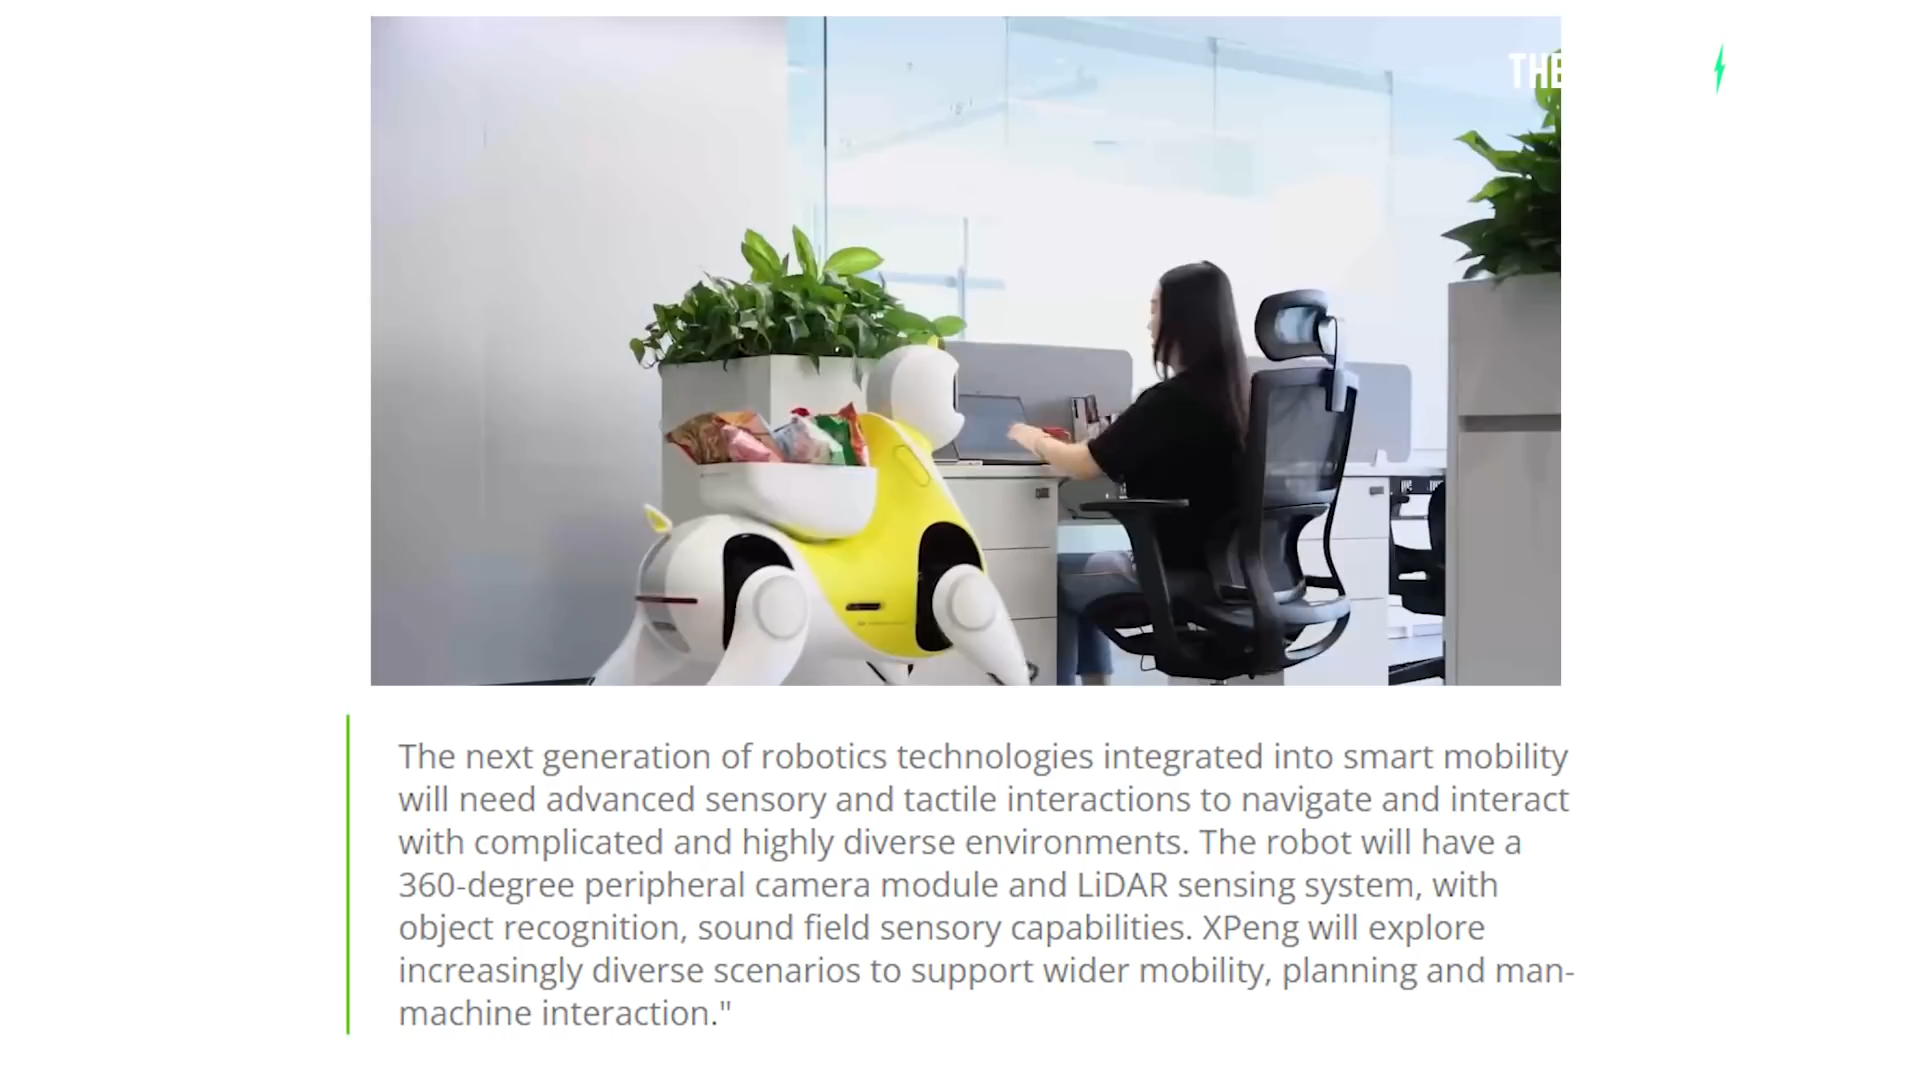 THE
The next generation of robotics technologies integrated into smart mobility
will need advanced sensory and tactile interactions to navigate and interact
with complicated and highly diverse environments. The robot will have a
360-degree peripheral camera module and LiDAR sensing system, with
object recognition, sound field sensory capabilities. XPeng will explore
increasingly diverse scenarios to support wider mobility, planning and man-
machine interaction."